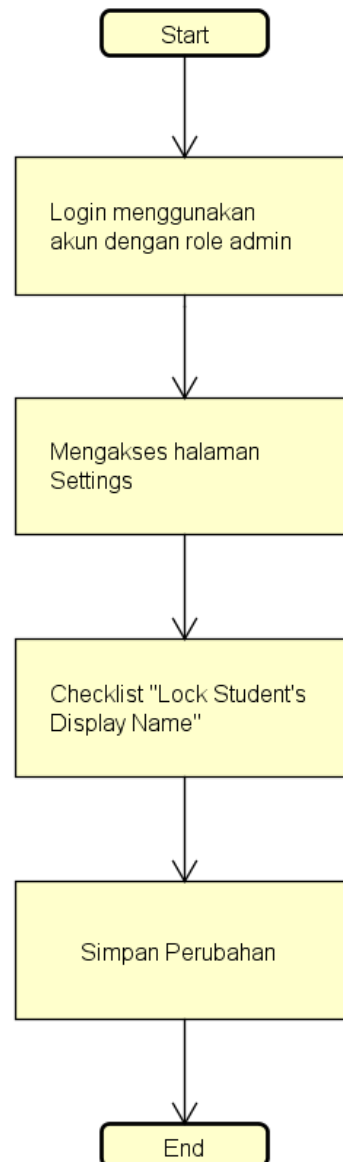 Start
Login menggunakan
akun dengan role admin
Mengakses halaman
Settings
Checklist "Lock Student's
Display Name"
Simpan Perubahan
End